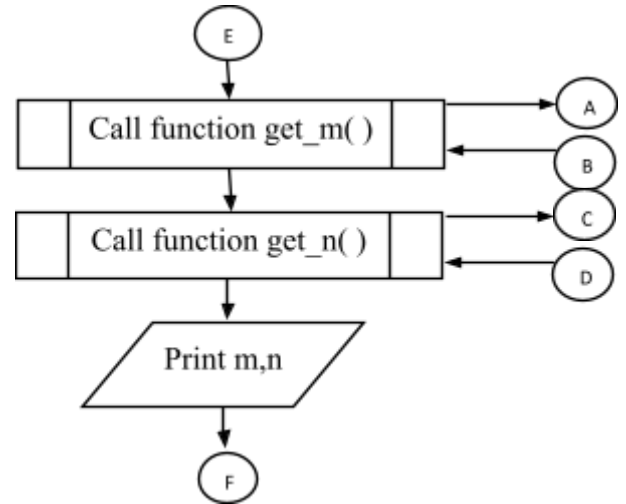 E
Call function get_m( )
A
B
Call function get_n( )
C
D
Print m,n
F